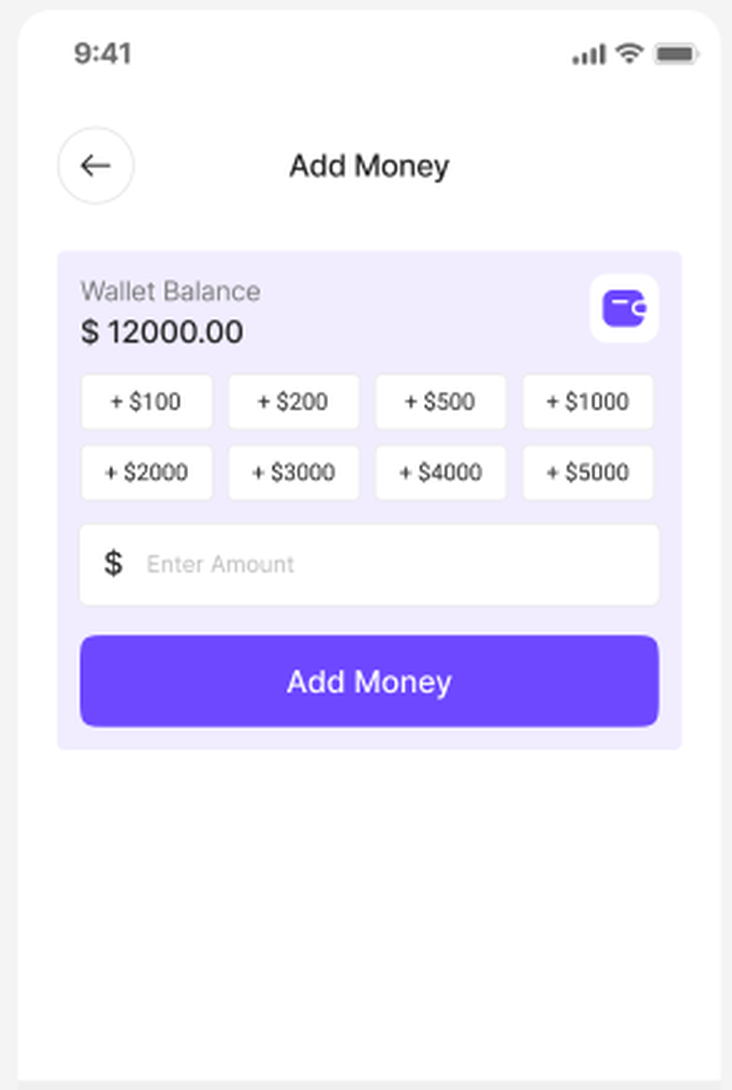 9:41
Add Money
Wallet Balance
$ 12000.00
+ $100 + $200 + $500 + $1000
+ $2000 + $3000 + $4000 + $5000
$ Enter Amount
Add Money